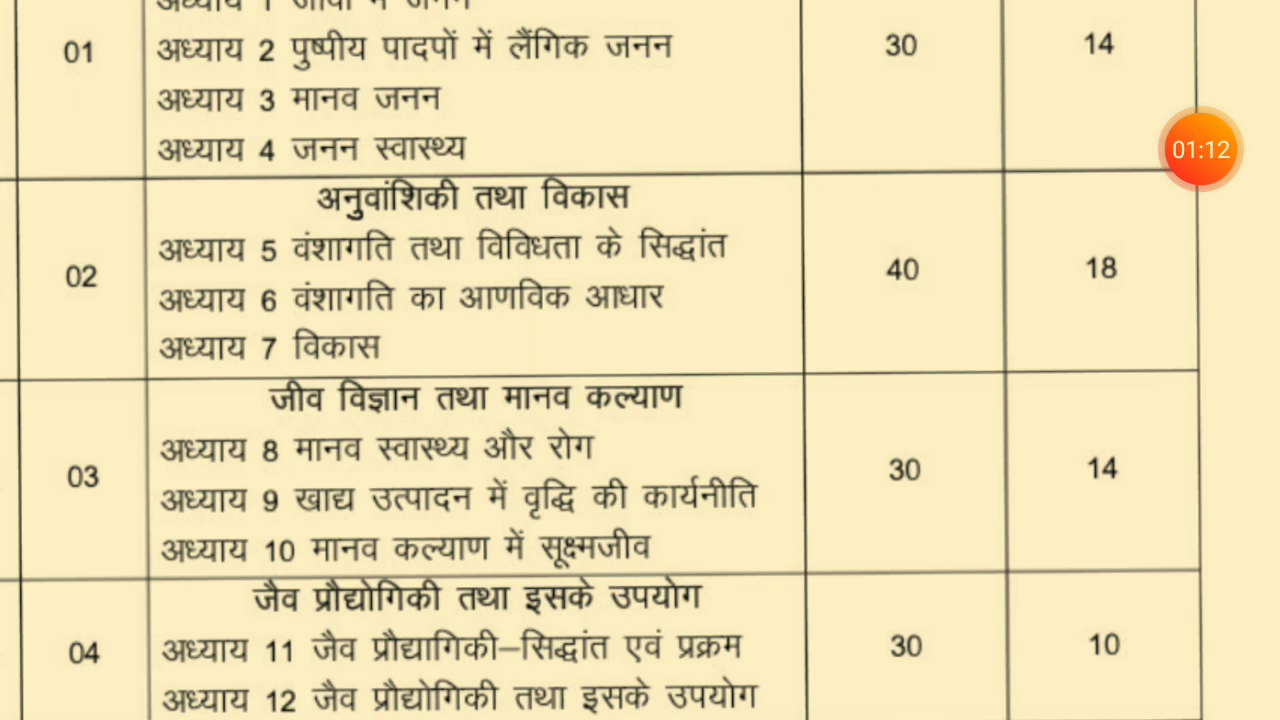 अध्याय 1 जीवों में जनन
01 अध्याय 2 पुष्पीय पादपों में लैंगिक जनन 30 14
अध्याय 3 मानव जनन
अध्याय 4 जनन स्वास्थ्य
01:12
अनुवांशिकी तथा विकास
अध्याय 5 वंशागति तथा विविधता के सिद्धांत
02 40 18
अध्याय 6 वंशागति का आणविक आधार
अध्याय 7 विकास
जीव विज्ञान तथा मानव कल्याण
अध्याय 8 मानव स्वास्थ्य और रोग
03 30 14
अध्याय 9 खाद्य उत्पादन में वृद्धि की कार्यनीति
अध्याय 10 मानव कल्याण में सूक्ष्मजीव
जैव प्रौद्योगिकी तथा इसके उपयोग
04 अध्याय 11 जैव प्रौद्यागिकी–सिद्धांत एवं प्रक्रम 30 10
अध्याय 12 जैव प्रौद्योगिकी तथा इसके उपयोग